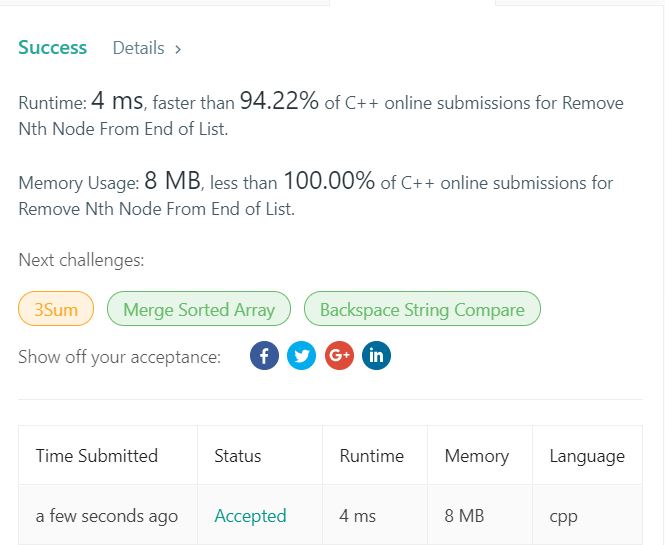 Success Details >
Runtime: 4 ms, faster than 94.22% of C++ online submissions for Remove
Nth Node From End of List.
Memory Usage: 8 MB, less than 100.00% of C++ online submissions for
Remove Nth Node From End of List.
Next challenges:
3Sum Merge Sorted Array Backspace String Compare
Show off your acceptance: f G+ in
Time Submitted Status Runtime Memory Language
a few seconds ago Accepted 4 ms 8 MB cpp